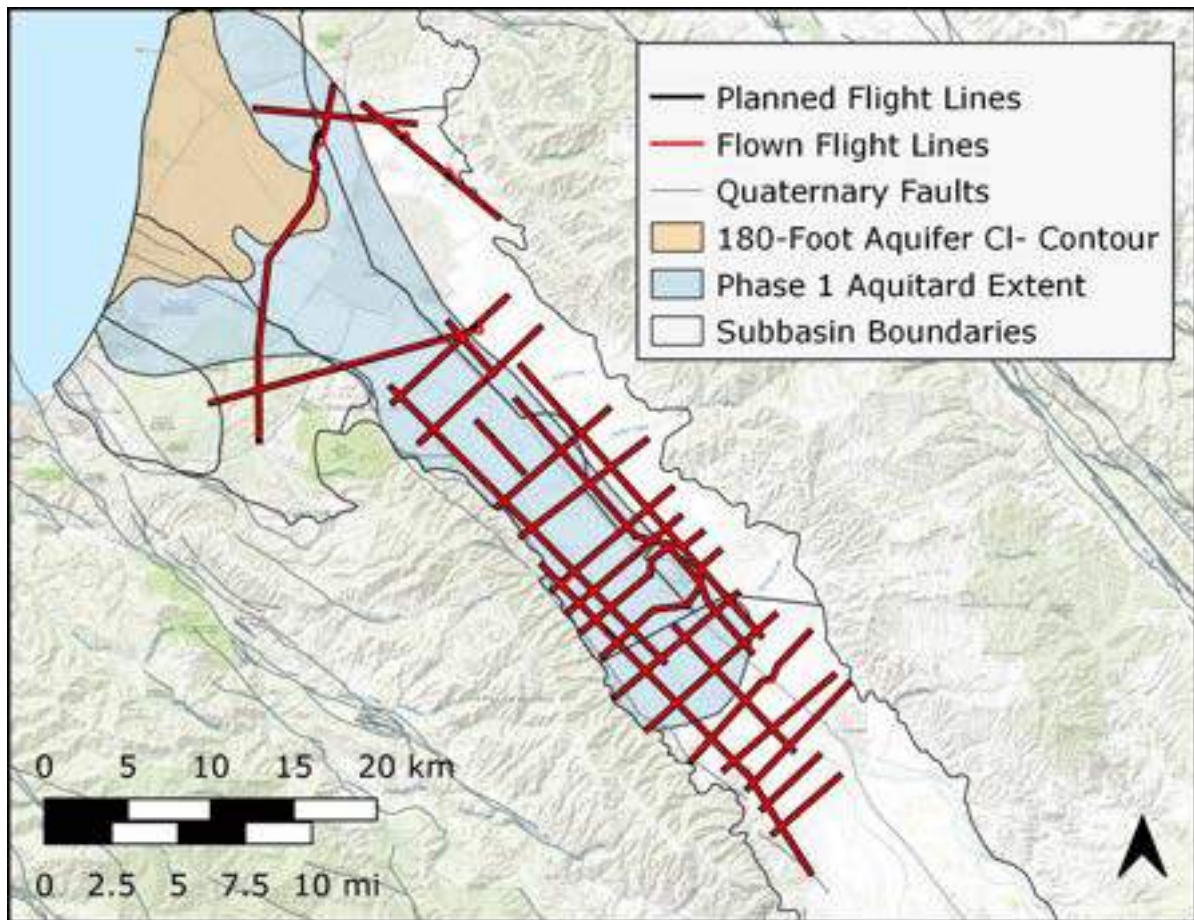 Planned Flight Lines
Flown Flight Lines
Quaternary Faults
180-Foot Aquifer Cl- Contour
Phase 1 Aquitard Extent
Subbasin Boundaries
0 5 10 15 20 km
0 2.5 5 7.5 10 mi